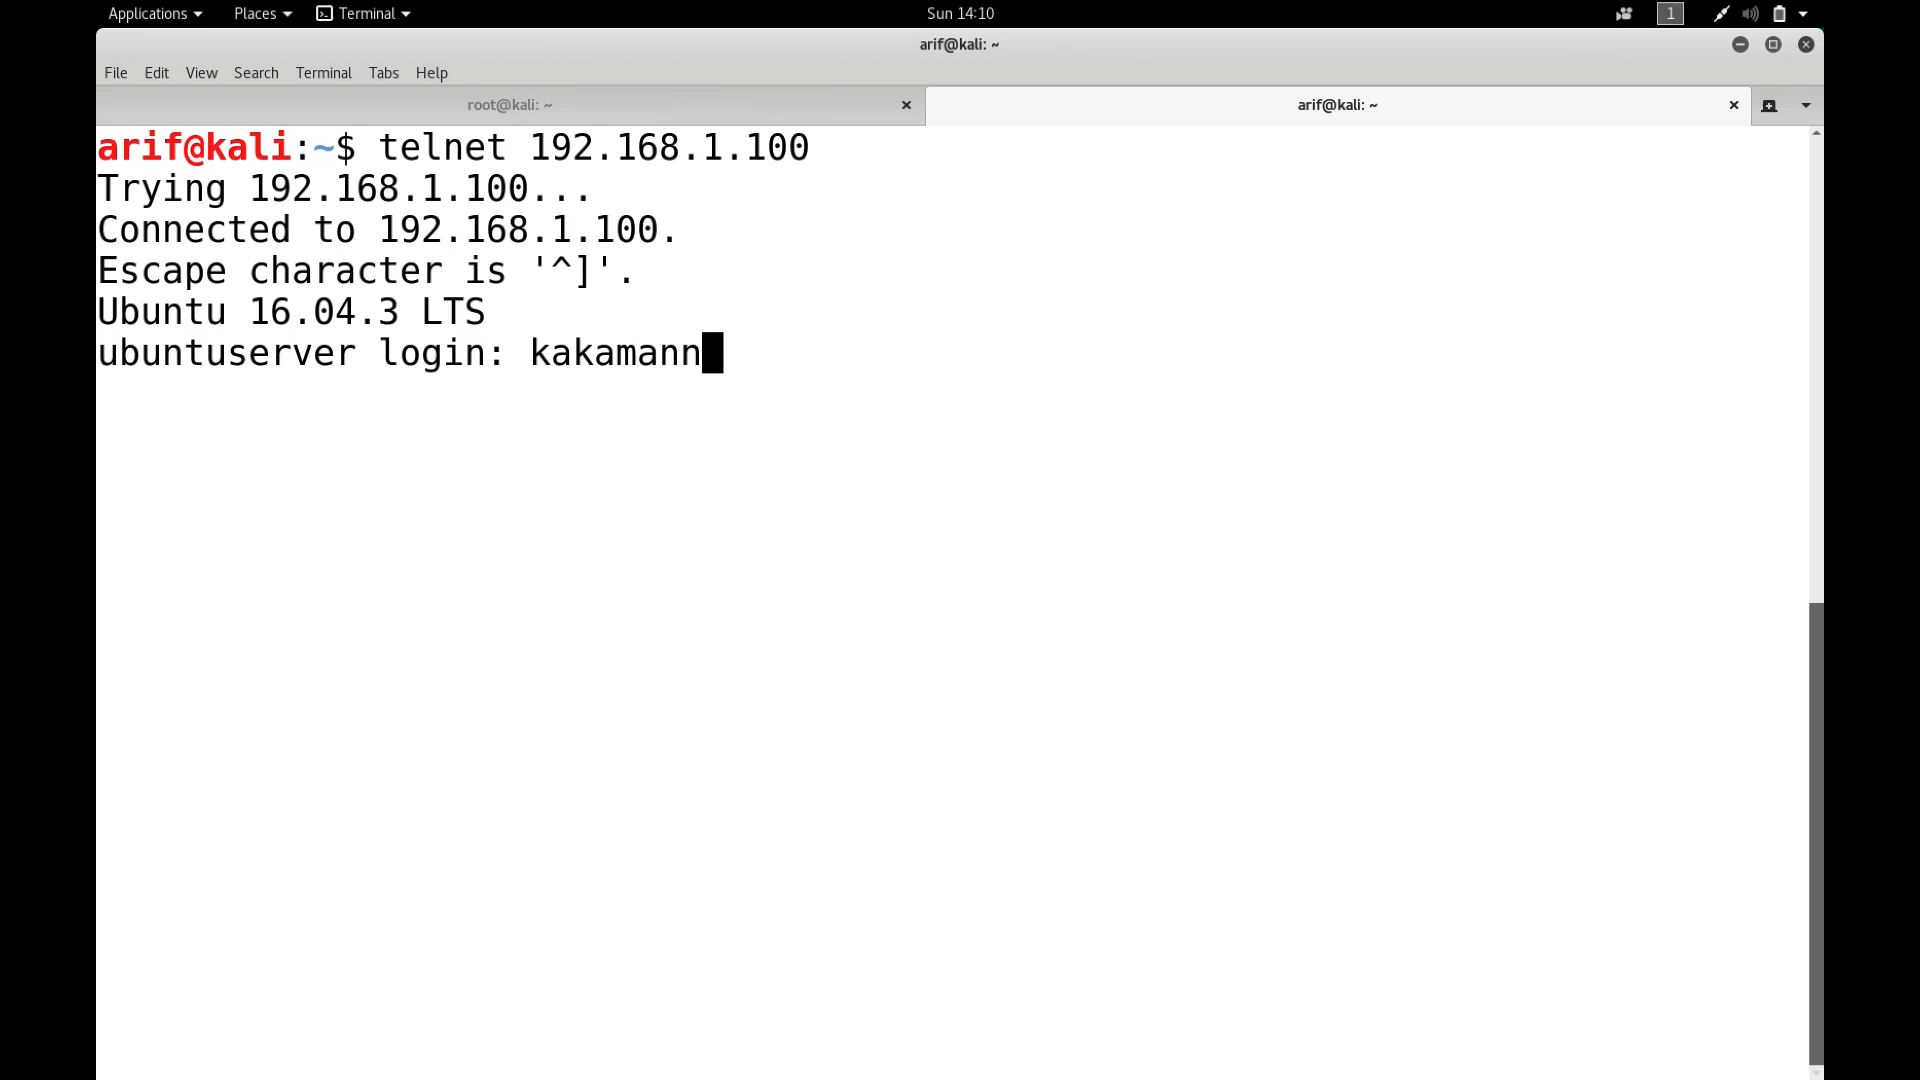 Applications Places Terminal Sun 14:10 1
arif@kali: ~
File Edit View Search Terminal Tabs Help
root@kali: ~ arif@kali: ~
arif@kali:~$ telnet 192.168.1.100
Trying 192.168.1.100...
Connected to 192.168.1.100.
Escape character is '^]'.
Ubuntu 16.04.3 LTS
ubuntuserver login: kakamann